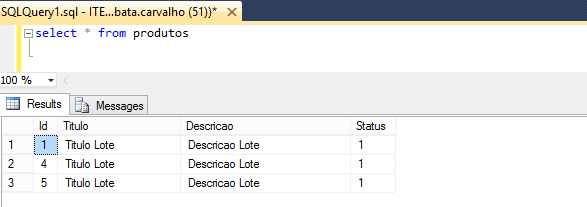 SQLQuery1.sql - ITE...bata.carvalho (51))* ×
select * from produtos
100 %
Results Messages
Id Titulo Descricao Status
1 1 Titulo Lote Descricao Lote 1
2 4 Titulo Lote Descricao Lote 1
3 5 Titulo Lote Descricao Lote 1